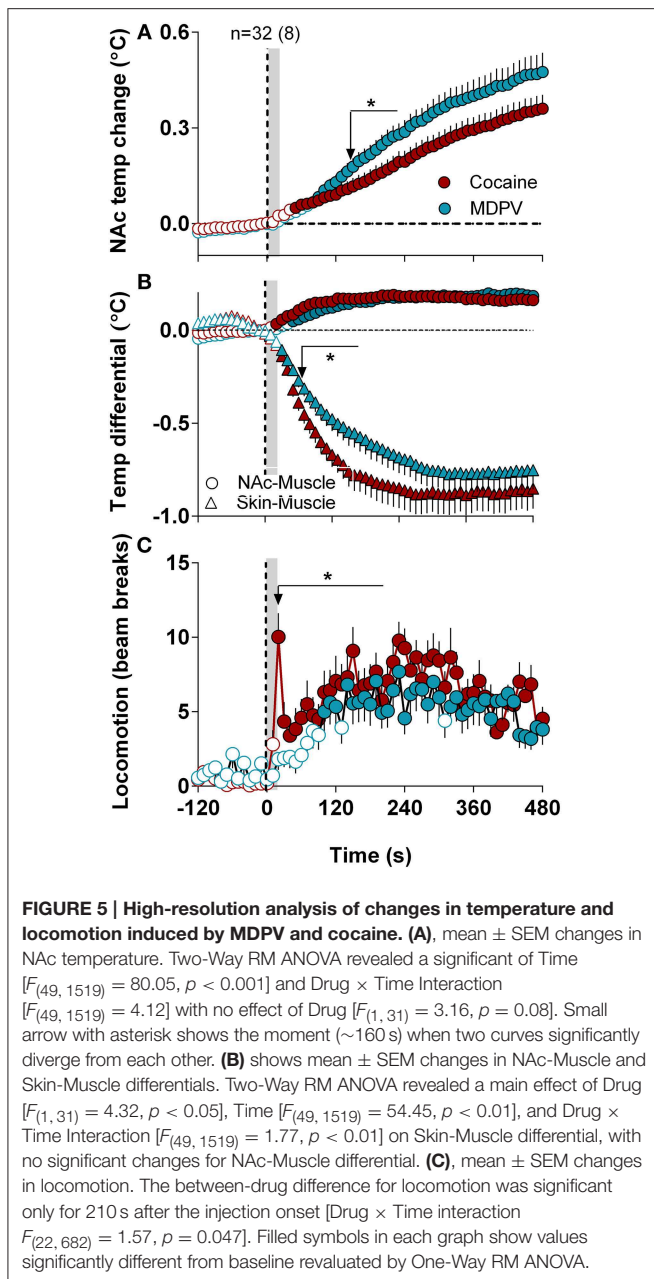 A
n=32 (8)
0.6
0.3
0.0
NAc temp change (°C)
*
Cocaine
MDPV
B
0.0
-0.5
-1.0
Temp differential (°C)
*
NAc-Muscle
Skin-Muscle
C
15
10
5
0
Locomotion (beam breaks)
*
-120 0 120 240 360 480
Time (s)
FIGURE 5 | High-resolution analysis of changes in temperature and
locomotion induced by MDPV and cocaine. (A), mean ± SEM changes in
NAc temperature. Two-Way RM ANOVA revealed a significant of Time
[F(49, 1519) = 80.05, p < 0.001] and Drug × Time Interaction
[F(49, 1519) = 4.12] with no effect of Drug [F(1, 31) = 3.16, p = 0.08]. Small
arrow with asterisk shows the moment (~160 s) when two curves significantly
diverge from each other. (B) shows mean ± SEM changes in NAc-Muscle and
Skin-Muscle differentials. Two-Way RM ANOVA revealed a main effect of Drug
[F(1, 31) = 4.32, p < 0.05], Time [F(49, 1519) = 54.45, p < 0.01], and Drug ×
Time Interaction [F(49, 1519) = 1.77, p < 0.01] on Skin-Muscle differential, with
no significant changes for NAc-Muscle differential. (C), mean ± SEM changes
in locomotion. The between-drug difference for locomotion was significant
only for 210 s after the injection onset [Drug × Time interaction
F(22, 682) = 1.57, p = 0.047]. Filled symbols in each graph show values
significantly different from baseline revaluated by One-Way RM ANOVA.